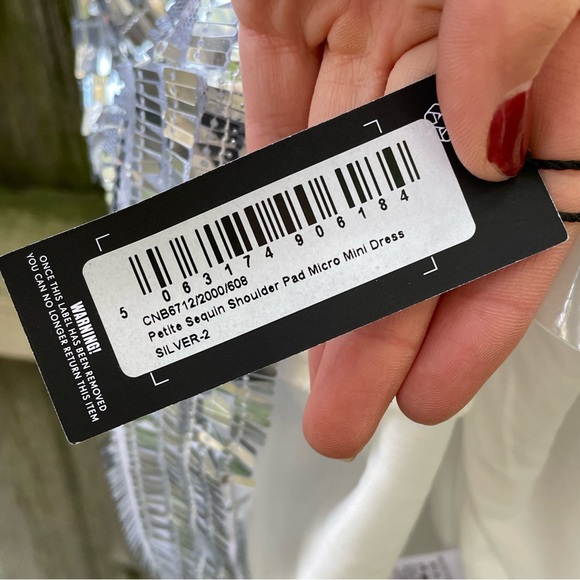 5 063174 906184
CNB6712/2000/608
Petite Sequin Shoulder Pad Micro Mini Dress
SILVER-2
WARNING!
ONCE THIS LABEL HAS BEEN REMOVED
YOU CAN NO LONGER RETURN THIS ITEM